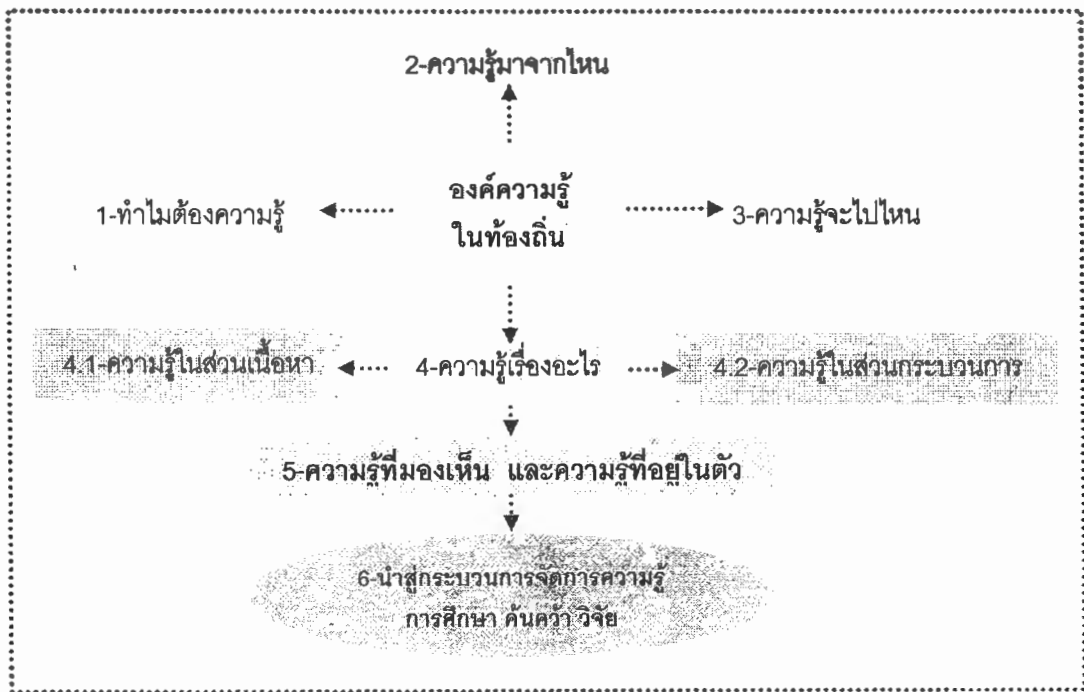 2-ความรู้มาจากไหน
องค์ความรู้
ในท้องถิ่น
1-ทำไมต้องความรู้
3-ความรู้จะไปไหน
4.1-ความรู้ในส่วนเนื้อหา
4-ความรู้เรื่องอะไร
4.2-ความรู้ในส่วนกระบวนการ
5-ความรู้ที่มองเห็น และความรู้ที่อยู่ในตัว
6-นำสู่กระบวนการจัดการความรู้
การศึกษา ค้นคว้า วิจัย